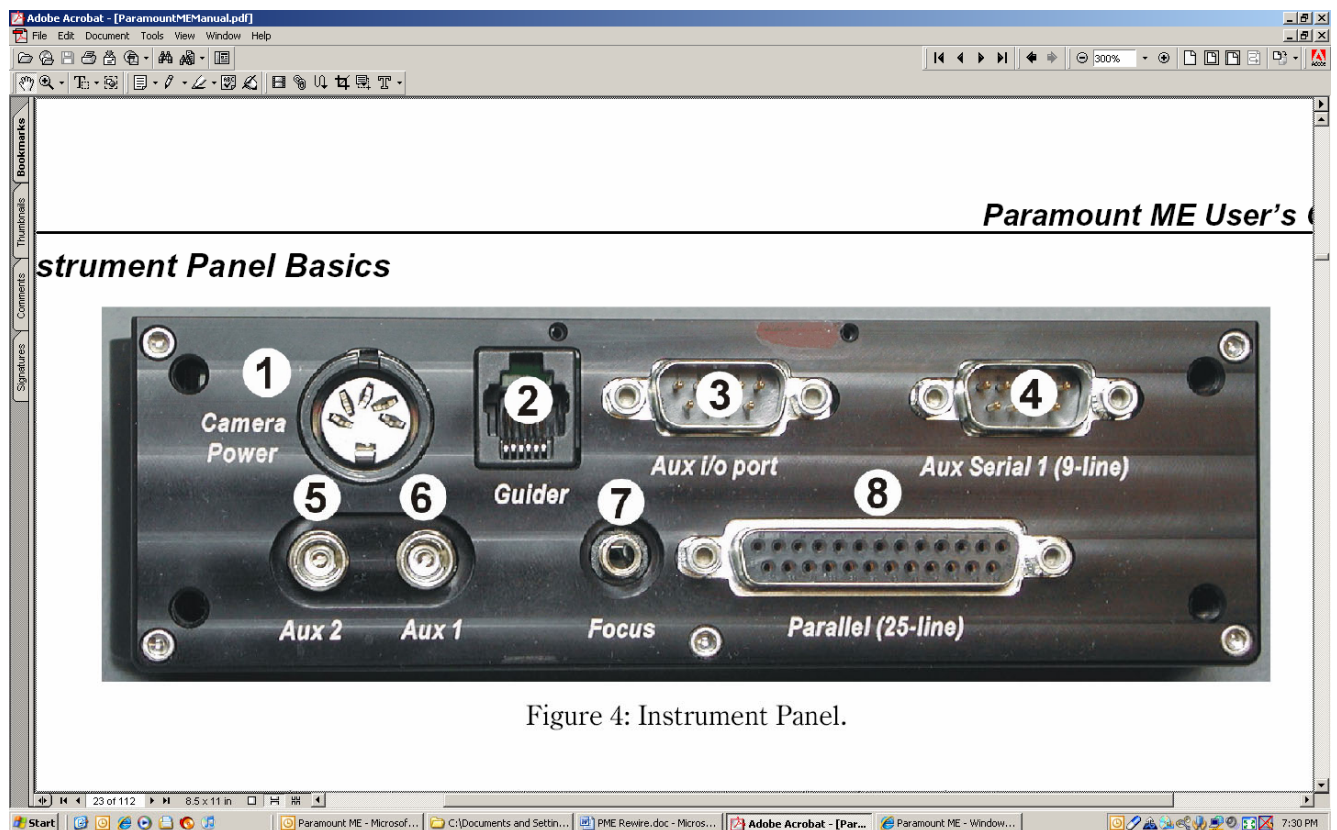 Adobe Acrobat - [ParamountMEManual.pdf]
File Edit Document Tools View Window Help
300%
Bookmarks
Thumbnails
Comments
Signatures
Paramount ME User's
strument Panel Basics
1
2
3
4
Camera
Power
Guider
Aux i/o port
Aux Serial 1 (9-line)
5
6
7
8
Aux 2
Aux 1
Focus
Parallel (25-line)
Figure 4: Instrument Panel.
23 of 112
8.5 x 11 in
Start
Paramount ME - Microsof...
C:\Documents and Settin...
PME Rewire.doc - Micros...
Adobe Acrobat - [Par...
Paramount ME - Window...
7:30 PM